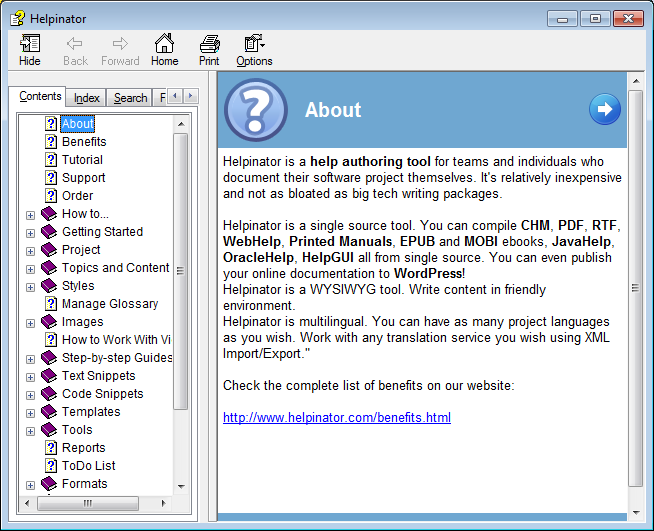 Helpinator
Hide
Back
Forward
Home
Print
Options
Contents
Index
Search
F
About
Benefits
Tutorial
Support
Order
How to...
Getting Started
Project
Topics and Content
Styles
Manage Glossary
Images
How to Work With Vi
Step-by-step Guides
Text Snippets
Code Snippets
Templates
Tools
Reports
ToDo List
Formats
About
Helpinator is a help authoring tool for teams and individuals who
document their software project themselves. It's relatively inexpensive
and not as bloated as big tech writing packages.
Helpinator is a single source tool. You can compile CHM, PDF, RTF,
WebHelp, Printed Manuals, EPUB and MOBI ebooks, JavaHelp,
OracleHelp, HelpGUI all from single source. You can even publish
your online documentation to WordPress!
Helpinator is a WYSIWYG tool. Write content in friendly
environment.
Helpinator is multilingual. You can have as many project languages
as you wish. Work with any translation service you wish using XML
Import/Export."
Check the complete list of benefits on our website:
http://www.helpinator.com/benefits.html